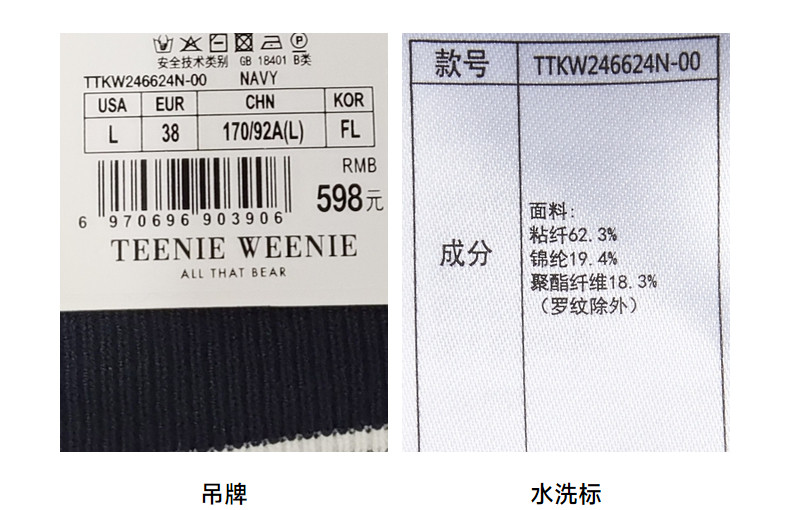 安全技术类别 GB 18401 B类
TTKW246624N-00 NAVY
USA EUR CHN KOR
L 38 170/92A(L) FL
RMB
598元
6 970696 903906
TEENIE WEENIE
ALL THAT BEAR
款号 TTKW246624N-00
成分
面料:
粘纤62.3%
锦纶19.4%
聚酯纤维18.3%
(罗纹除外)
吊牌 水洗标